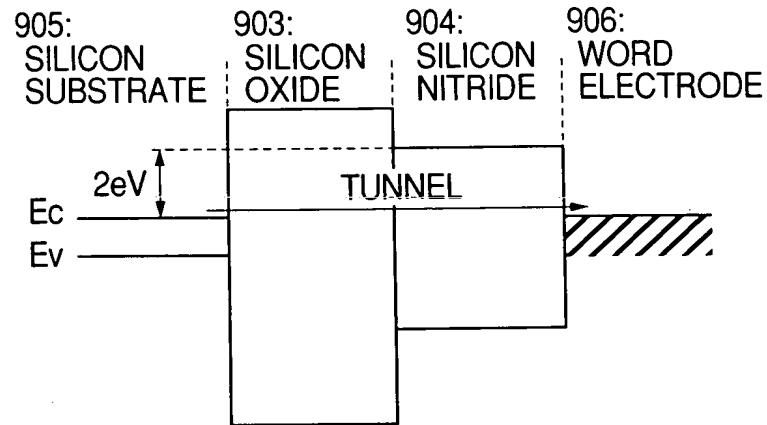 905:
SILICON
SUBSTRATE
903:
SILICON
OXIDE
904:
SILICON
NITRIDE
906:
WORD
ELECTRODE
2eV
TUNNEL
Ec
Ev